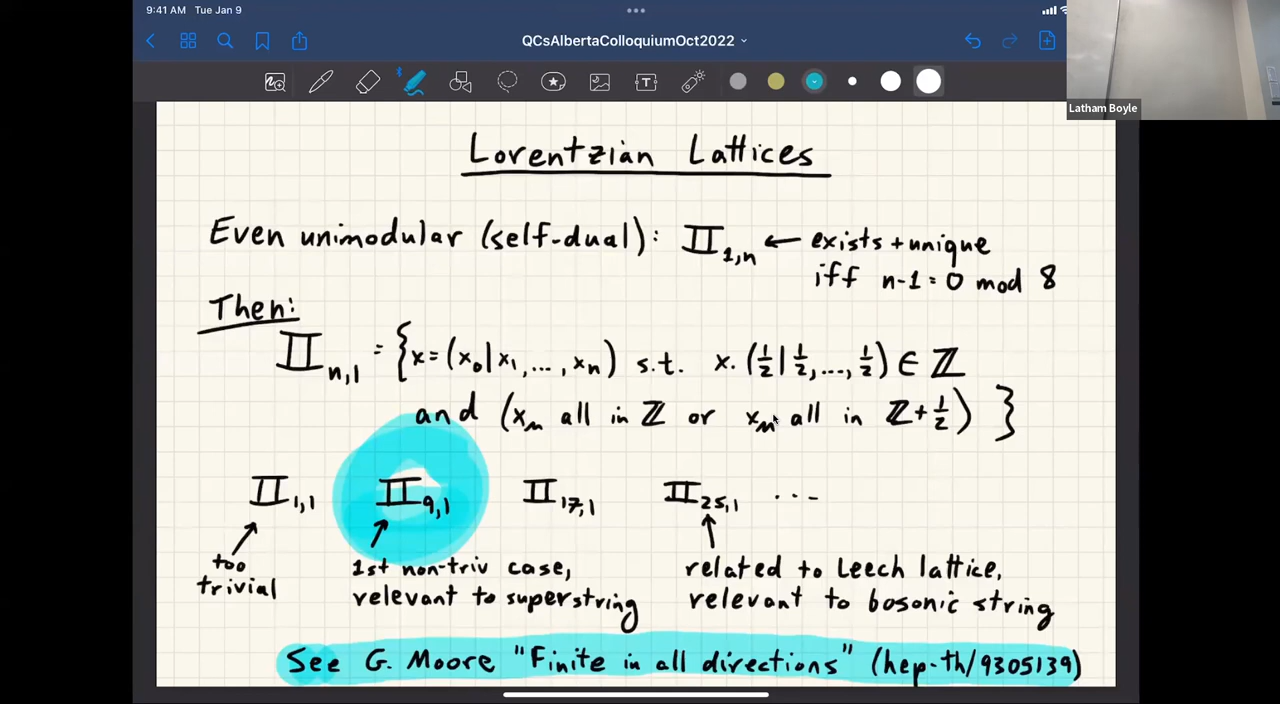 9:41 AM Tue Jan 9
QCsAlbertaColloquiumOct2022
Latham Boyle
Lorentzian Lattices
Even unimodular (self-dual): II₁,ₙ ← exists + unique
iff n-1 = 0 mod 8
Then:
IIₙ,₁ = {x = (x₀|x₁,...,xₙ) s.t. x·(½|½,...,½) ∈ ℤ
and (xₘ all in ℤ or xₘ all in ℤ+½)}
II₁,₁ II₉,₁ II₁₇,₁ II₂₅,₁ ...
too
trivial
1st non-triv case,
relevant to superstring
related to Leech lattice,
relevant to bosonic string
See G. Moore "Finite in all directions" (hep-th/9305139)